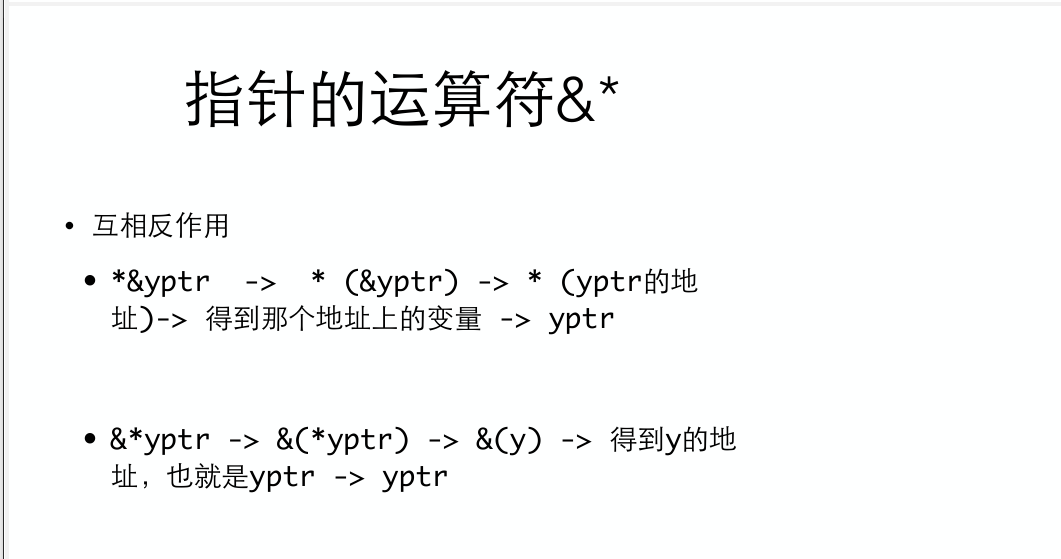 指针的运算符&*
• 互相反作用
• *&yptr -> * (&yptr) -> * (yptr的地
址)-> 得到那个地址上的变量 -> yptr
• &*yptr -> &(*yptr) -> &(y) -> 得到y的地
址，也就是yptr -> yptr